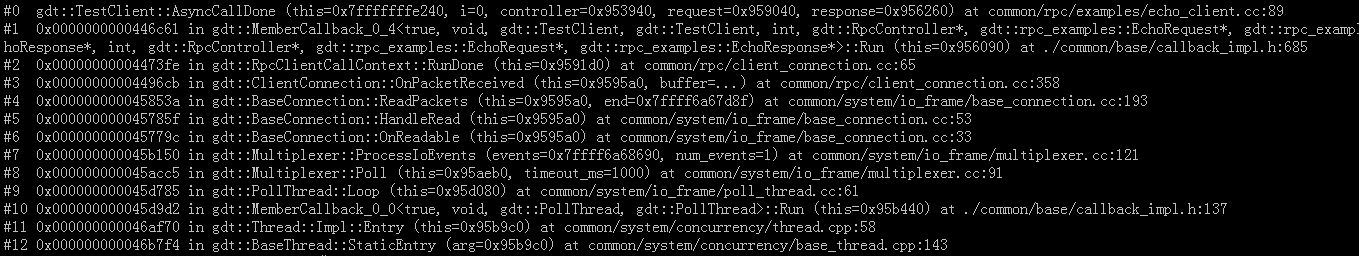 #0  gdt::TestClient::AsyncCallDone (this=0x7fffffffe240, i=0, controller=0x953940, request=0x959040, response=0x956260) at common/rpc/examples/echo_client.cc:89
#1  0x0000000000446c61 in gdt::MemberCallback_0_4<true, void, gdt::TestClient, gdt::TestClient, int, gdt::RpcController*, gdt::rpc_examples::EchoRequest*, gdt::rpc_exampl
hoResponse*, int, gdt::RpcController*, gdt::rpc_examples::EchoRequest*, gdt::rpc_examples::EchoResponse*>::Run (this=0x956090) at ./common/base/callback_impl.h:685
#2  0x00000000004473fe in gdt::RpcClientCallContext::RunDone (this=0x9591d0) at common/rpc/client_connection.cc:65
#3  0x00000000004496cb in gdt::ClientConnection::OnPacketReceived (this=0x9595a0, buffer=...) at common/rpc/client_connection.cc:358
#4  0x000000000045853a in gdt::BaseConnection::ReadPackets (this=0x9595a0, end=0x7ffff6a67d8f) at common/system/io_frame/base_connection.cc:193
#5  0x000000000045785f in gdt::BaseConnection::HandleRead (this=0x9595a0) at common/system/io_frame/base_connection.cc:53
#6  0x000000000045779c in gdt::BaseConnection::OnReadable (this=0x9595a0) at common/system/io_frame/base_connection.cc:33
#7  0x000000000045b150 in gdt::Multiplexer::ProcessIoEvents (events=0x7ffff6a68690, num_events=1) at common/system/io_frame/multiplexer.cc:121
#8  0x000000000045acc5 in gdt::Multiplexer::Poll (this=0x95aeb0, timeout_ms=1000) at common/system/io_frame/multiplexer.cc:91
#9  0x000000000045d785 in gdt::PollThread::Loop (this=0x95d080) at common/system/io_frame/poll_thread.cc:61
#10 0x000000000045d9d2 in gdt::MemberCallback_0_0<true, void, gdt::PollThread, gdt::PollThread>::Run (this=0x95b440) at ./common/base/callback_impl.h:137
#11 0x000000000046af70 in gdt::Thread::Impl::Entry (this=0x95b9c0) at common/system/concurrency/thread.cpp:58
#12 0x000000000046b7f4 in gdt::BaseThread::StaticEntry (arg=0x95b9c0) at common/system/concurrency/base_thread.cpp:143